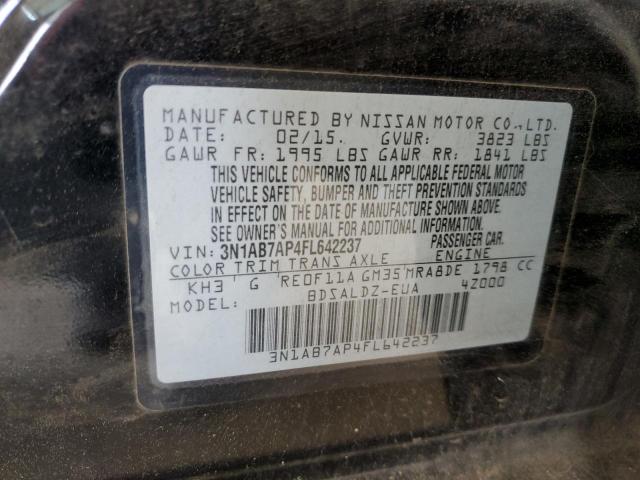 MANUFACTURED BY NISSAN MOTOR CO., LTD.
DATE: 02/15. GVWR: 3823 LBS
GAWR FR: 1995 LBS GAWR RR: 1841 LBS
THIS VEHICLE CONFORMS TO ALL APPLICABLE FEDERAL MOTOR
VEHICLE SAFETY, BUMPER AND THEFT PREVENTION STANDARDS
IN EFFECT ON THE DATE OF MANUFACTURE SHOWN ABOVE.
SEE OWNER'S MANUAL FOR ADDITIONAL INFORMATION.
VIN: 3N1AB7AP4FL642237 PASSENGER CAR.
COLOR TRIM TRANS AXLE ENGINE
KH3 G RE0F11A GM35 MRA8DE 1798 CC
MODEL: BDSALDZ-EUA 4Z000
3N1AB7AP4FL642237